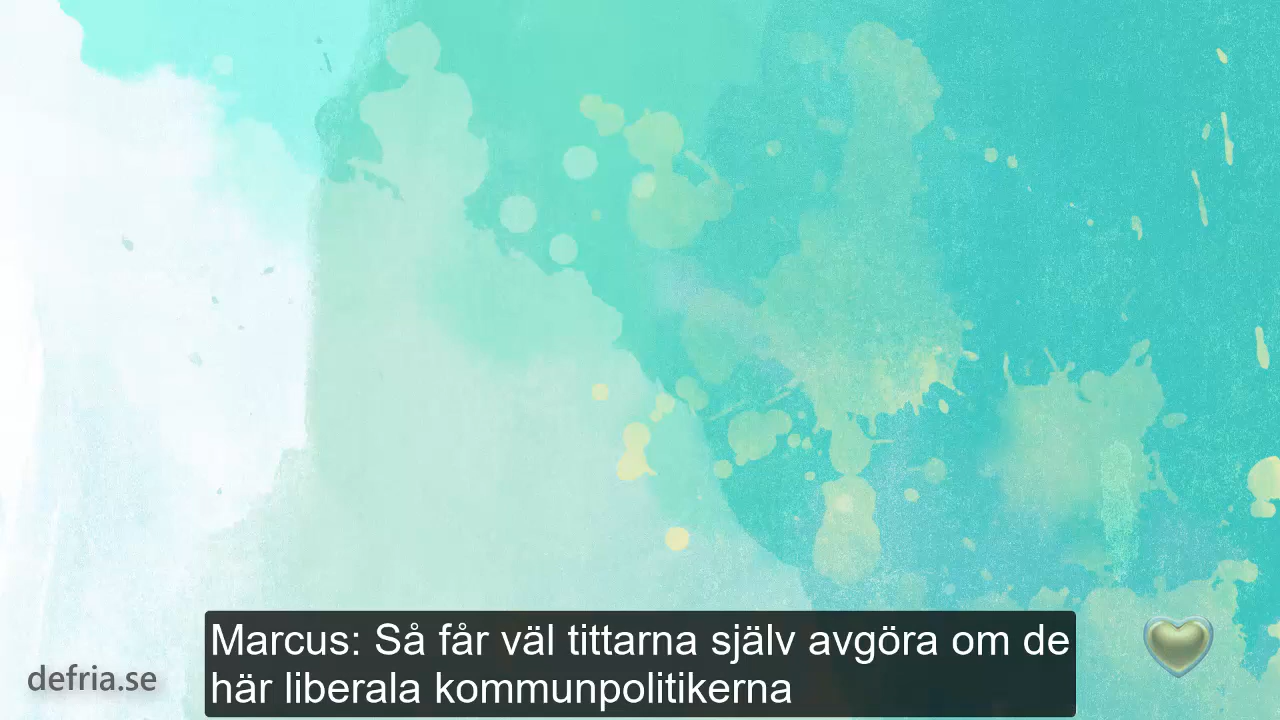 Marcus: Så får väl tittarna själv avgöra om de
här liberala kommunpolitikerna
defria.se